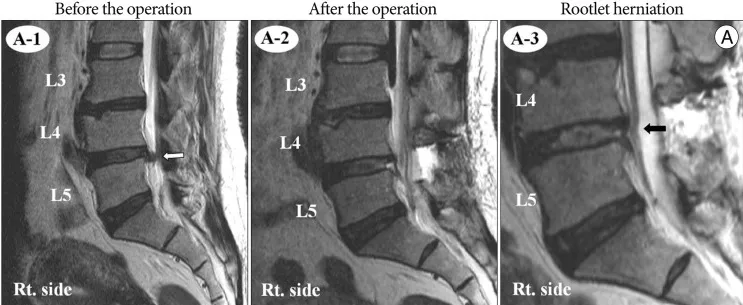 Before the operation
After the operation
Rootlet herniation
A-1
A-2
A-3
A
L3
L4
L5
Rt. side
L3
L4
L5
Rt. side
L4
L5
Rt. side